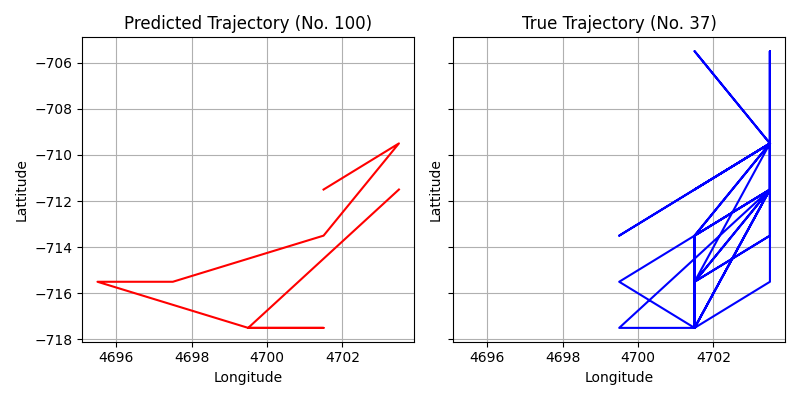 Predicted Trajectory (No. 100)
−706
−708
−710
−712
−714
−716
−718
Lattitude
4696 4698 4700 4702
Longitude
True Trajectory (No. 37)
Lattitude
4696 4698 4700 4702
Longitude